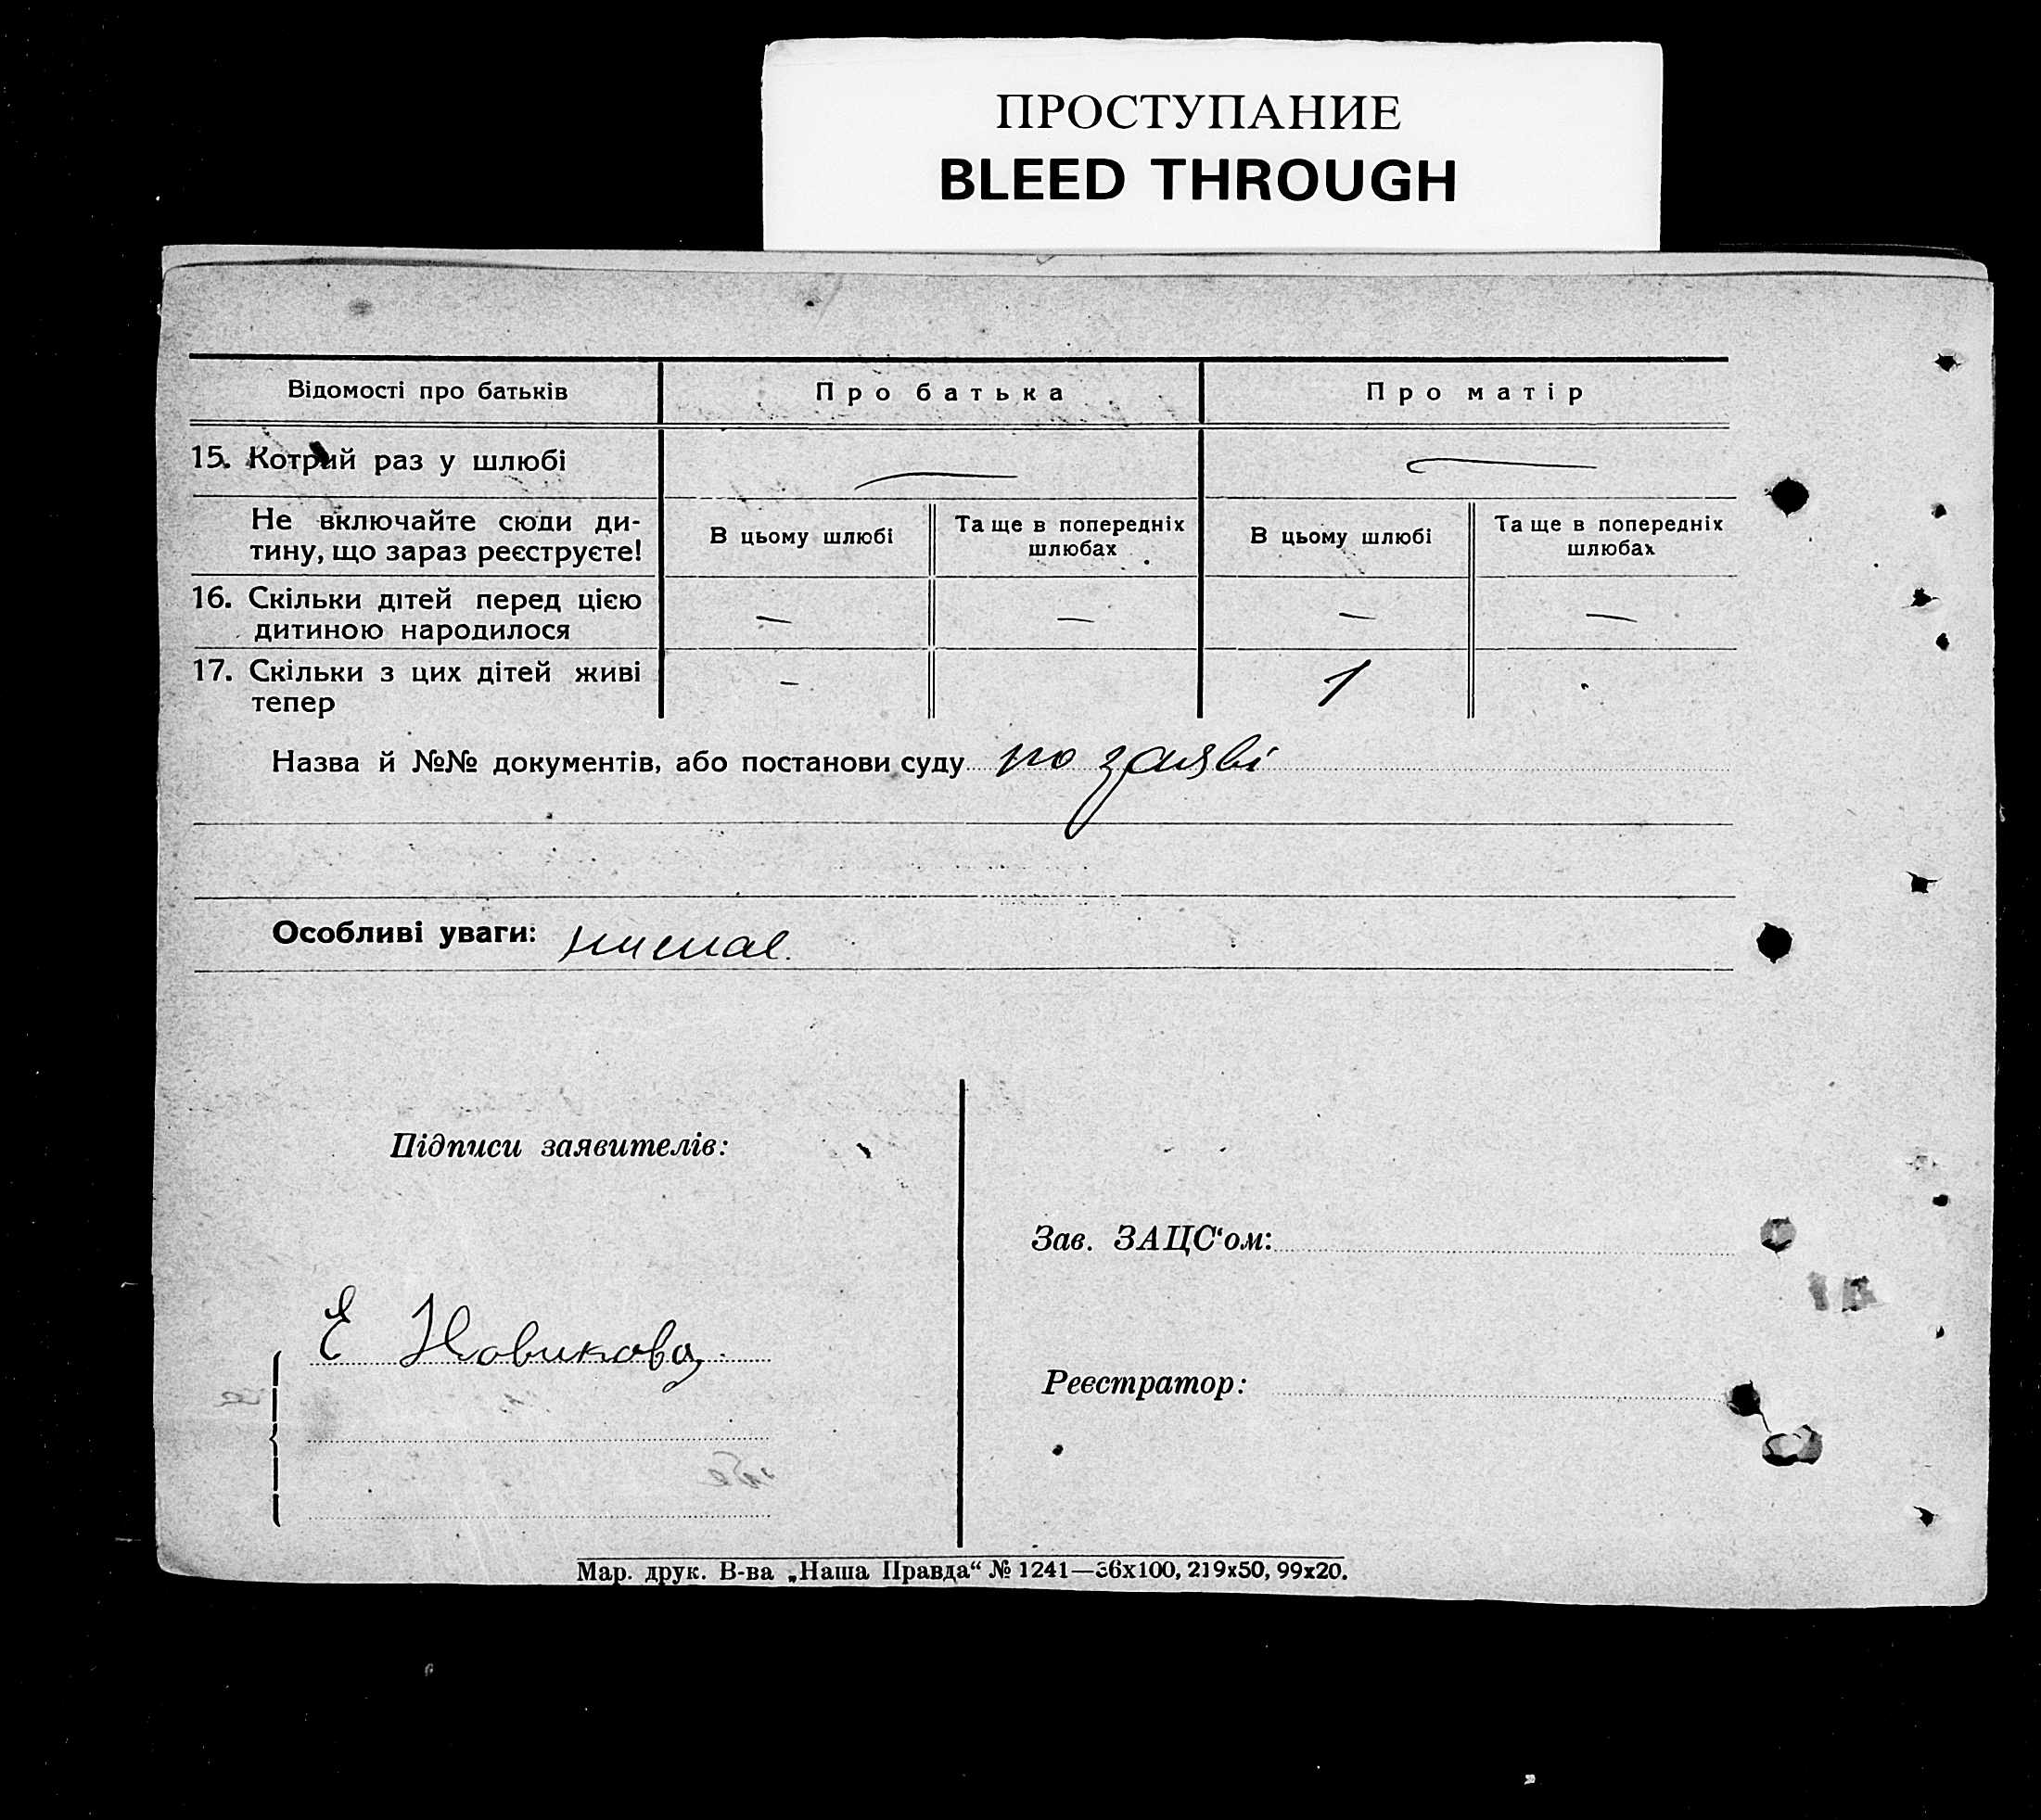 ПРОСТУПАНИЕ
BLEED THROUGH
Відомості про батьків
Про батька
Про матір
15. Котрий раз у шлюбі — —
Не включайте сюди ди-
тину, що зараз реєструєте!
В цьому шлюбі
Та ще в попередніх
шлюбах
В цьому шлюбі
Та ще в попередніх
шлюбах
16. Скільки дітей перед цією
дитиною народилося — — — —
17. Скільки з цих дітей живі
тепер - 1
Назва й №№ документів, або постанови суду по заяві
Особливі уваги: немає.
Підписи заявителів:
Зав. ЗАЦС‘ом:
Е Новикова
Реєстратор:
Мар. друк. В-ва „Наша Правда“ № 1241—36х100, 219х50, 99х20.